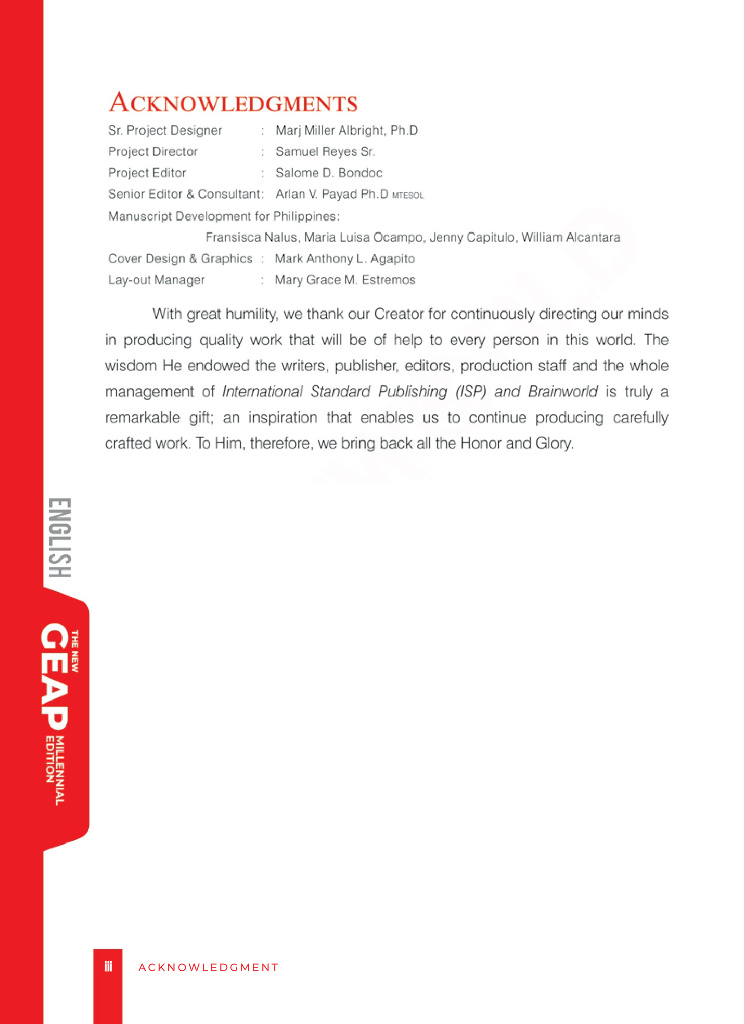 ACKNOWLEDGMENTS
Sr. Project Designer : Marj Miller Albright, Ph.D
Project Director : Samuel Reyes Sr.
Project Editor : Salome D. Bondoc
Senior Editor & Consultant: Arlan V. Payad Ph.D MTESOL
Manuscript Development for Philippines:
Fransisca Nalus, Maria Luisa Ocampo, Jenny Capitulo, William Alcantara
Cover Design & Graphics : Mark Anthony L. Agapito
Lay-out Manager : Mary Grace M. Estremos
With great humility, we thank our Creator for continuously directing our minds
in producing quality work that will be of help to every person in this world. The
wisdom He endowed the writers, publisher, editors, production staff and the whole
management of International Standard Publishing (ISP) and Brainworld is truly a
remarkable gift; an inspiration that enables us to continue producing carefully
crafted work. To Him, therefore, we bring back all the Honor and Glory.
ENGLISH
THE NEW
GEAP
MILLENNIAL
EDITION
iii ACKNOWLEDGMENT